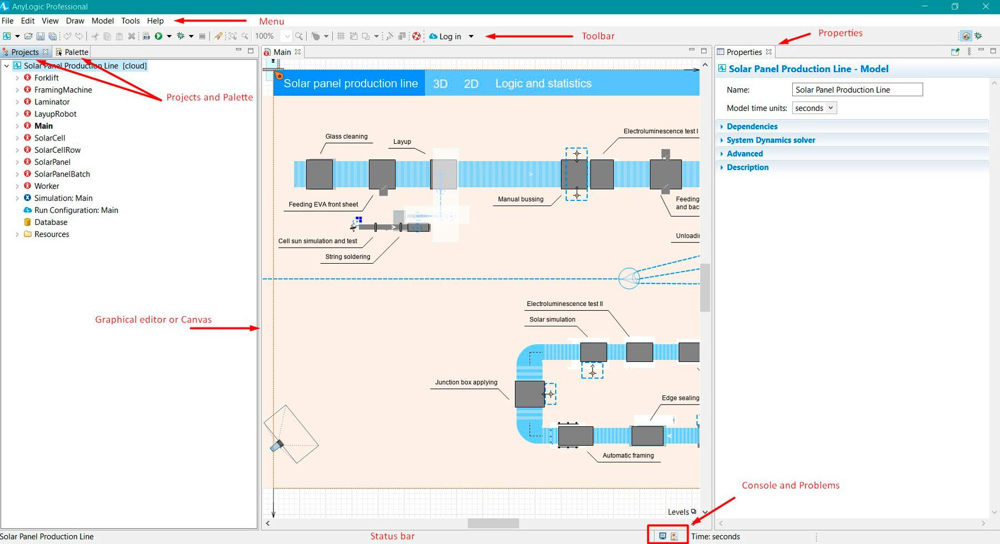 AnyLogic Professional
File Edit View Draw Model Tools Help
Menu
100%
Log in
Toolbar
Properties
Projects
Palette
Main
Properties
Solar Panel Production Line [cloud]
Forklift
FramingMachine
Laminator
LayupRobot
Main
SolarCell
SolarCellRow
SolarPanel
SolarPanelBatch
Worker
Simulation: Main
Run Configuration: Main
Database
Resources
Projects and Palette
Graphical editor or Canvas
Solar panel production line 3D 2D Logic and statistics
Glass cleaning
Layup
Electroluminescence test I
Feeding EVA front sheet
Manual bussing
Feeding
and bac
Cell sun simulation and test
String soldering
Unloadin
Electroluminescence test II
Solar simulation
Junction box applying
Edge sealing
Automatic framing
Levels
Solar Panel Production Line - Model
Name: Solar Panel Production Line
Model time units: seconds
Dependencies
System Dynamics solver
Advanced
Description
Console and Problems
Solar Panel Production Line
Status bar
Time: seconds